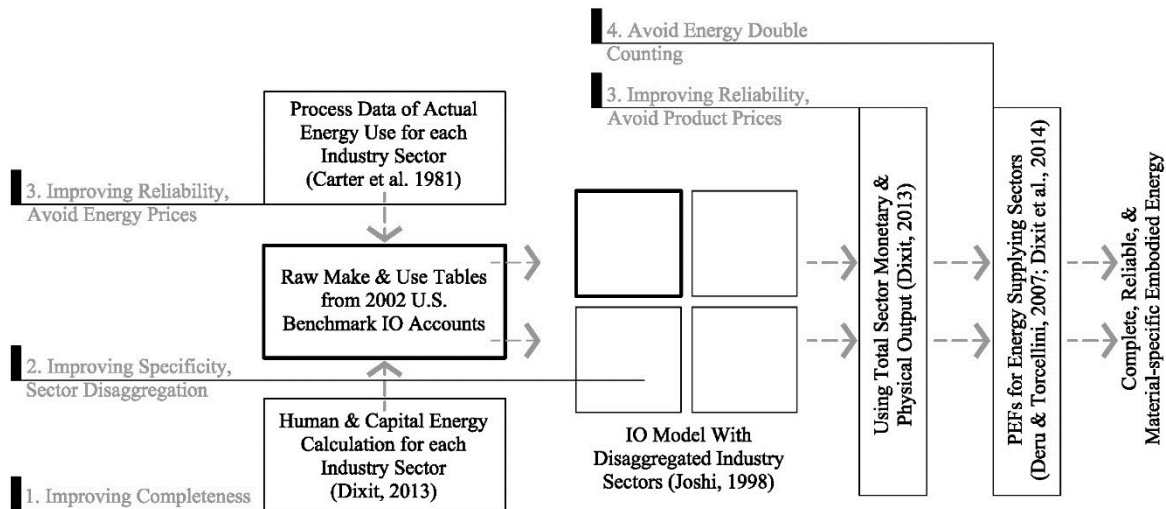 4. Avoid Energy Double
Counting
3. Improving Reliability,
Avoid Product Prices
Process Data of Actual
Energy Use for each
Industry Sector
(Carter et al. 1981)
3. Improving Reliability,
Avoid Energy Prices
Raw Make & Use Tables
from 2002 U.S.
Benchmark IO Accounts
2. Improving Specificity,
Sector Disaggregation
Human & Capital Energy
Calculation for each
Industry Sector
(Dixit, 2013)
1. Improving Completeness
IO Model With
Disaggregated Industry
Sectors (Joshi, 1998)
Using Total Sector Monetary &
Physical Output (Dixit, 2013)
PEFs for Energy Supplying Sectors
(Deru & Torcellini, 2007; Dixit et al., 2014)
Complete, Reliable, &
Material-specific Embodied Energy